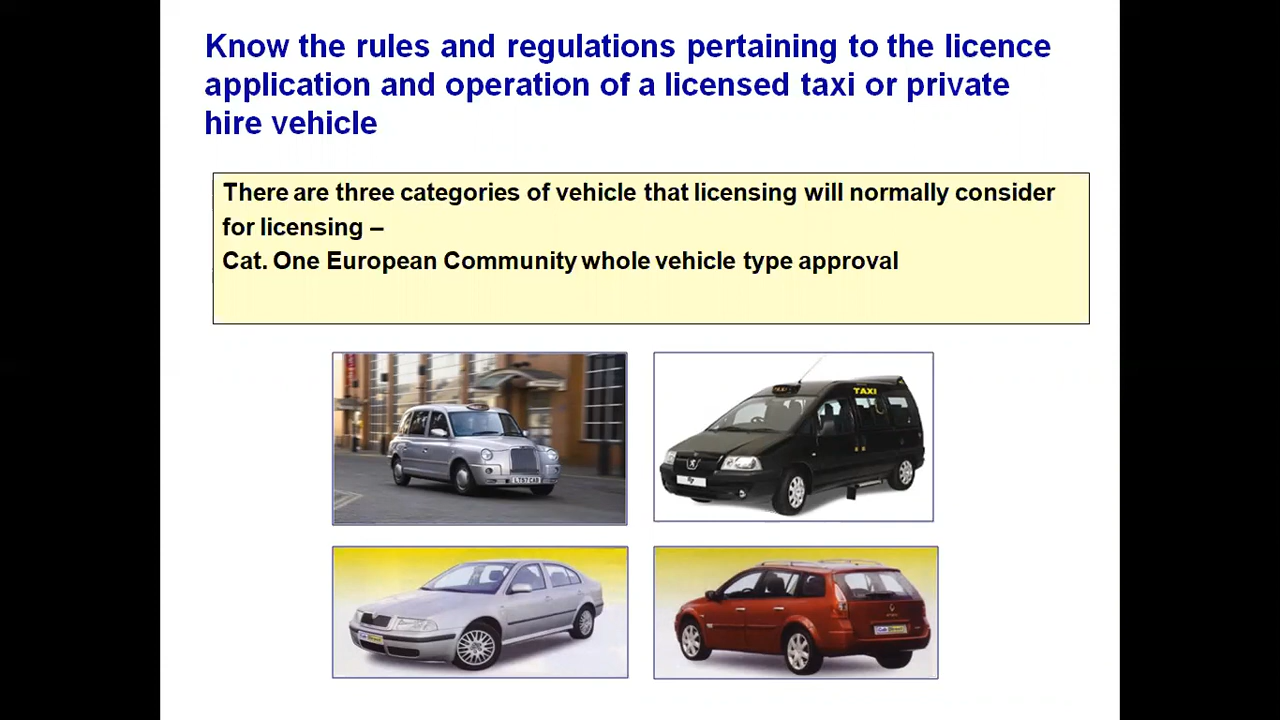 Know the rules and regulations pertaining to the licence
application and operation of a licensed taxi or private
hire vehicle
There are three categories of vehicle that licensing will normally consider
for licensing –
Cat. One European Community whole vehicle type approval
TAXI
LT57 CAB